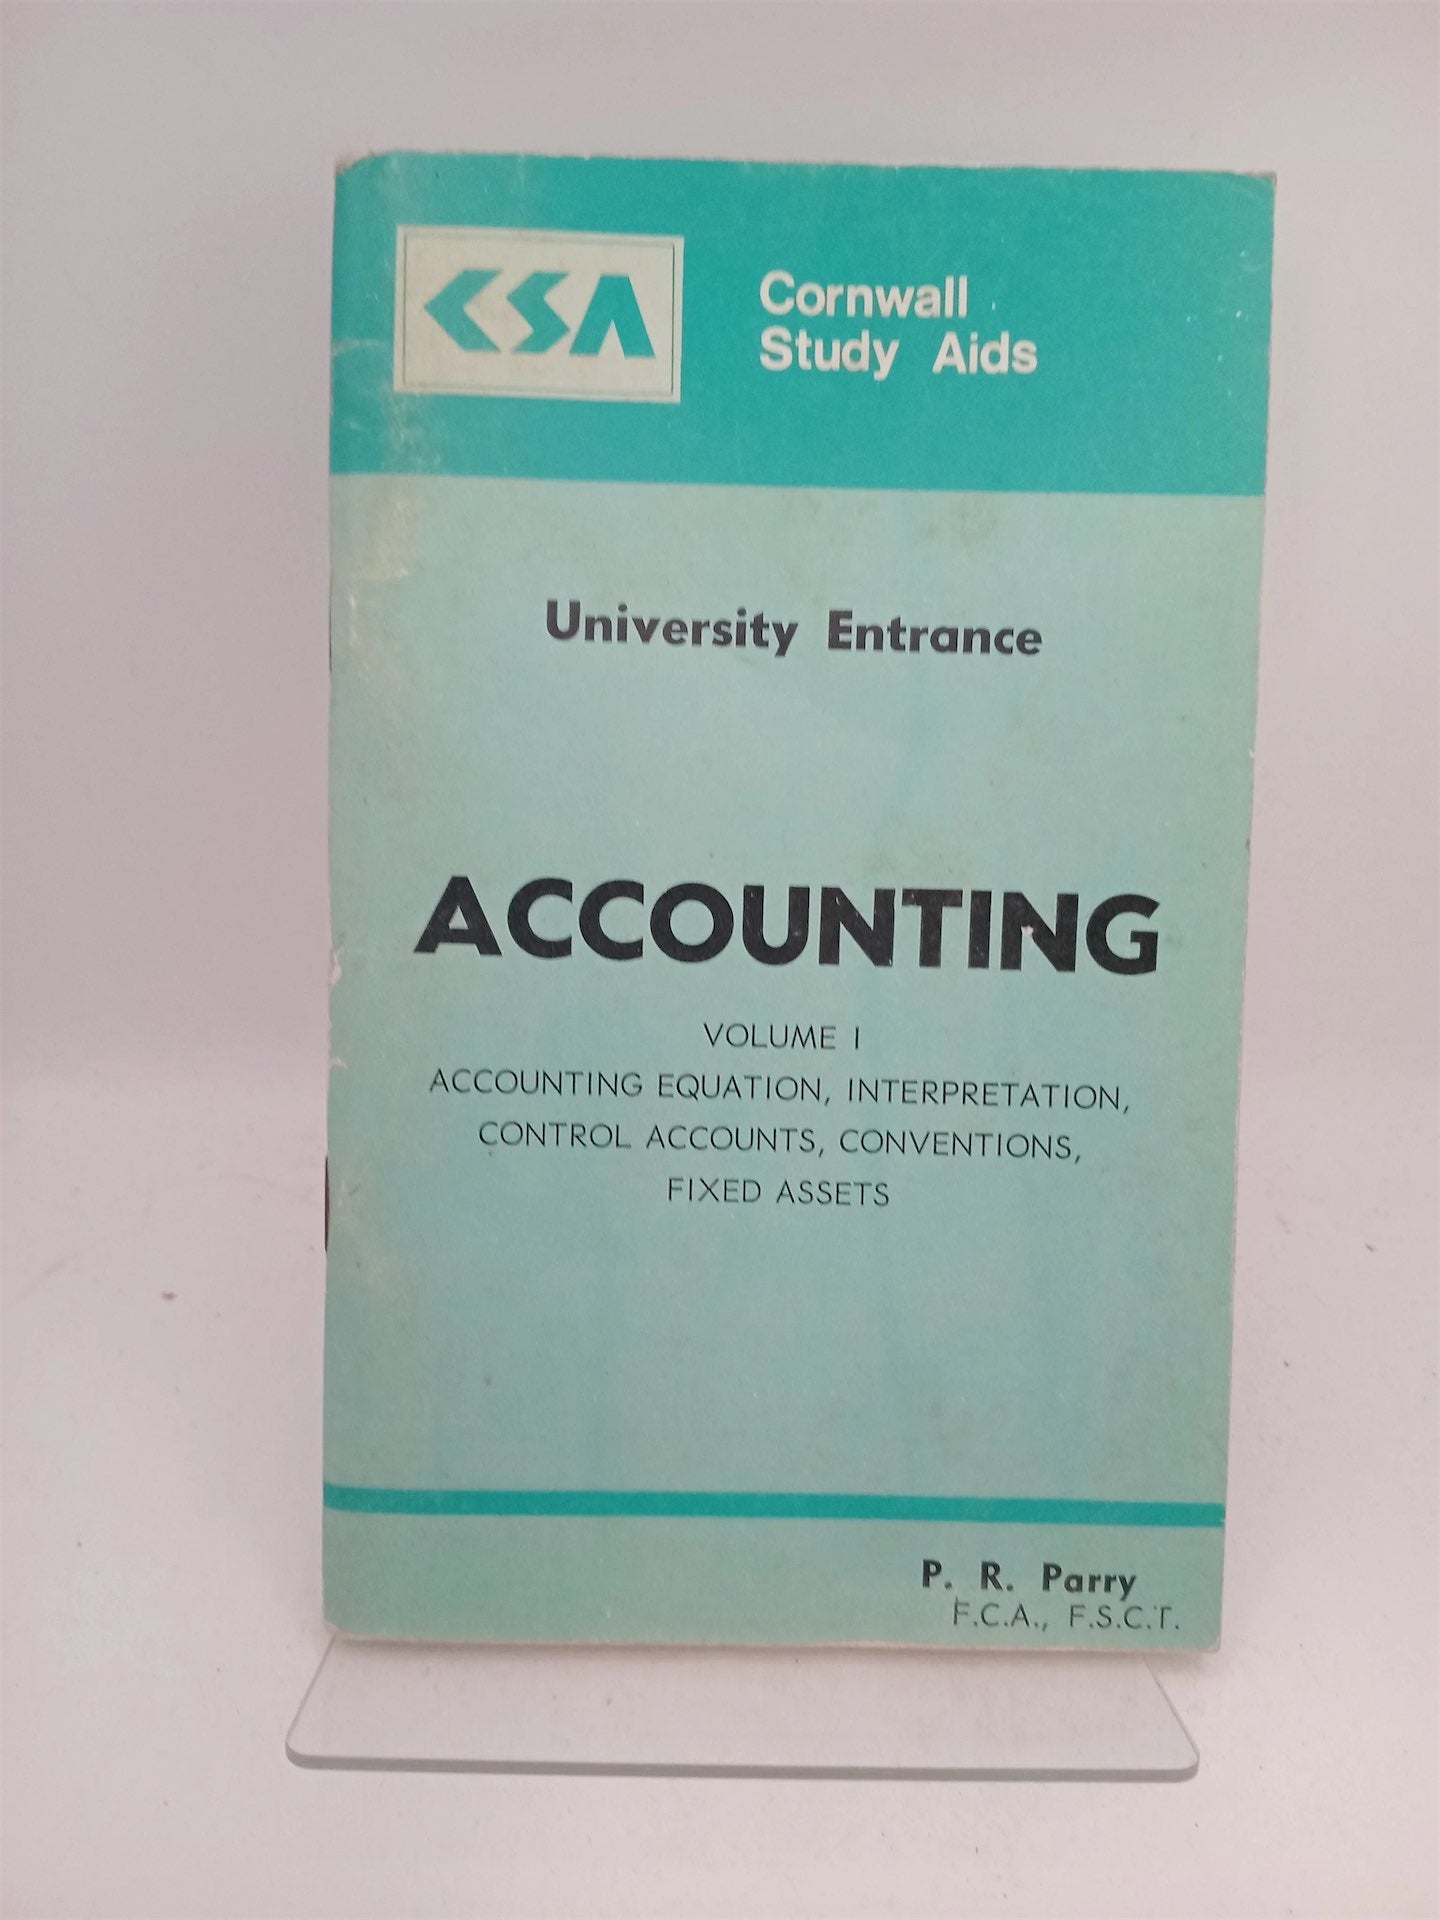 CSA
Cornwall
Study Aids
University Entrance
ACCOUNTING
VOLUME I
ACCOUNTING EQUATION, INTERPRETATION,
CONTROL ACCOUNTS, CONVENTIONS,
FIXED ASSETS
P. R. Parry
F.C.A., F.S.C.T.